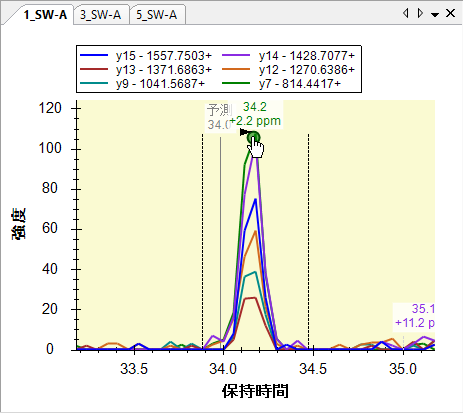 1_SW-A 3_SW-A 5_SW-A
y15 - 1557.7503+ y14 - 1428.7077+
y13 - 1371.6863+ y12 - 1270.6386+
y9 - 1041.5687+ y7 - 814.4417+
120
予測 34.2
34.0 +2.2 ppm
100
80
強度
60
40
20
35.1
+11.2 p
0
33.5 34.0 34.5 35.0
保持時間